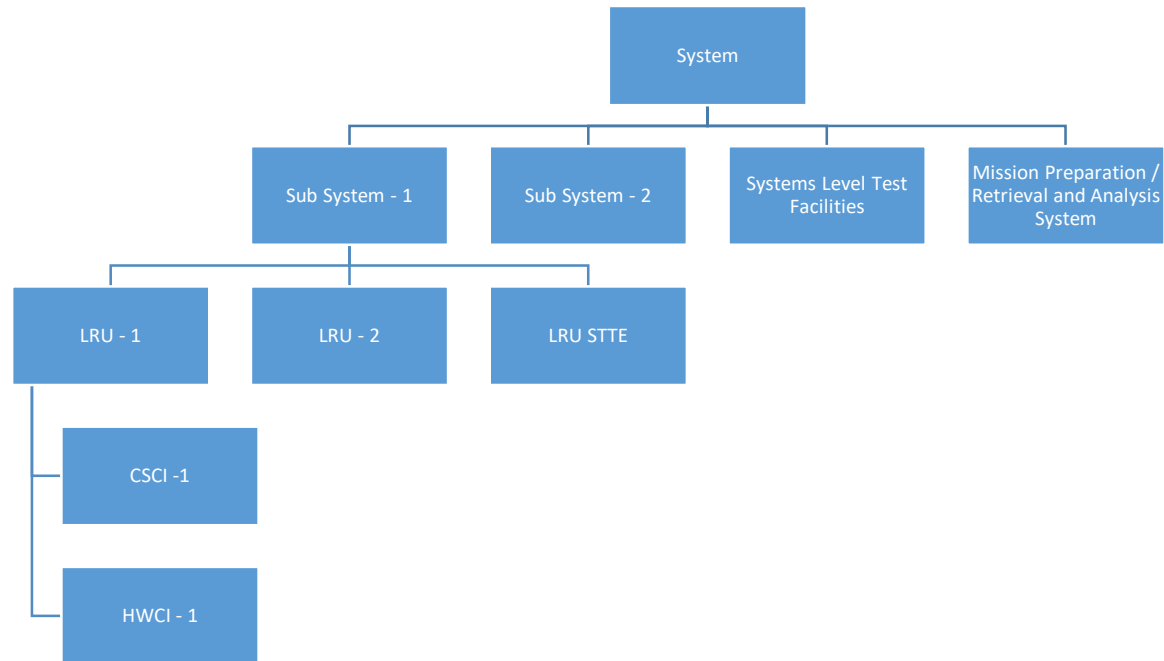 System
Sub System - 1
Sub System - 2
Systems Level Test
Facilities
Mission Preparation /
Retrieval and Analysis
System
LRU - 1
LRU - 2
LRU STTE
CSCI -1
HWCI - 1